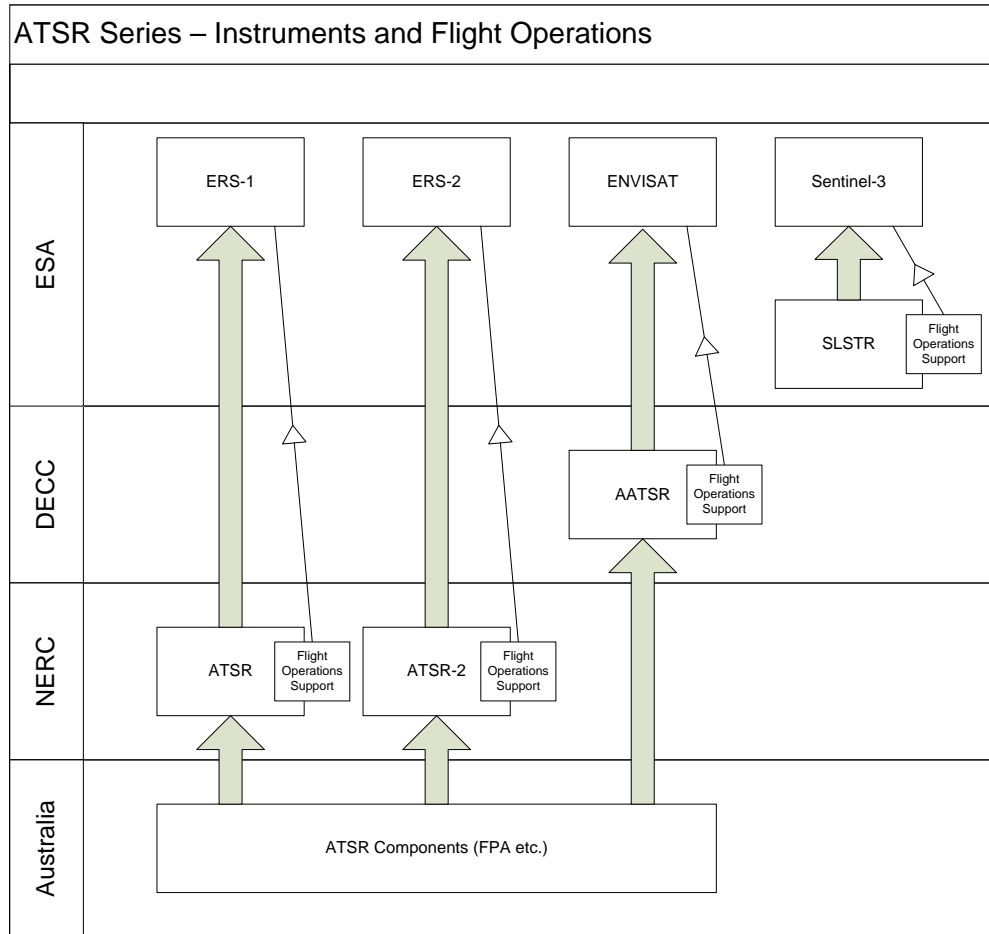 ATSR Series – Instruments and Flight Operations
ESA
ERS-1
ERS-2
ENVISAT
Sentinel-3
SLSTR
Flight
Operations
Support
DECC
AATSR
Flight
Operations
Support
NERC
ATSR
Flight
Operations
Support
ATSR-2
Flight
Operations
Support
Australia
ATSR Components (FPA etc.)